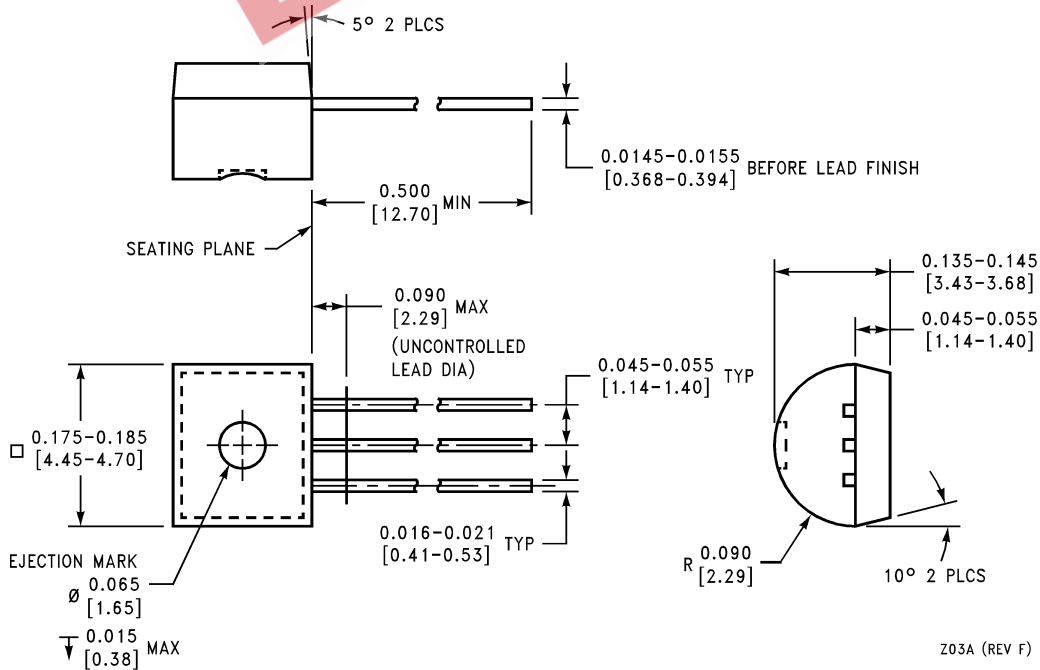 5° 2 PLCS
0.0145-0.0155
[0.368-0.394]
BEFORE LEAD FINISH
0.500
[12.70]
MIN
SEATING PLANE
0.090
[2.29]
MAX
(UNCONTROLLED
LEAD DIA)
0.135-0.145
[3.43-3.68]
0.045-0.055
[1.14-1.40]
0.045-0.055
[1.14-1.40]
TYP
□ 0.175-0.185
[4.45-4.70]
0.016-0.021
[0.41-0.53]
TYP
EJECTION MARK
Ø 0.065
[1.65]
↧ 0.015
[0.38]
MAX
R 0.090
[2.29]
10° 2 PLCS
Z03A (REV F)